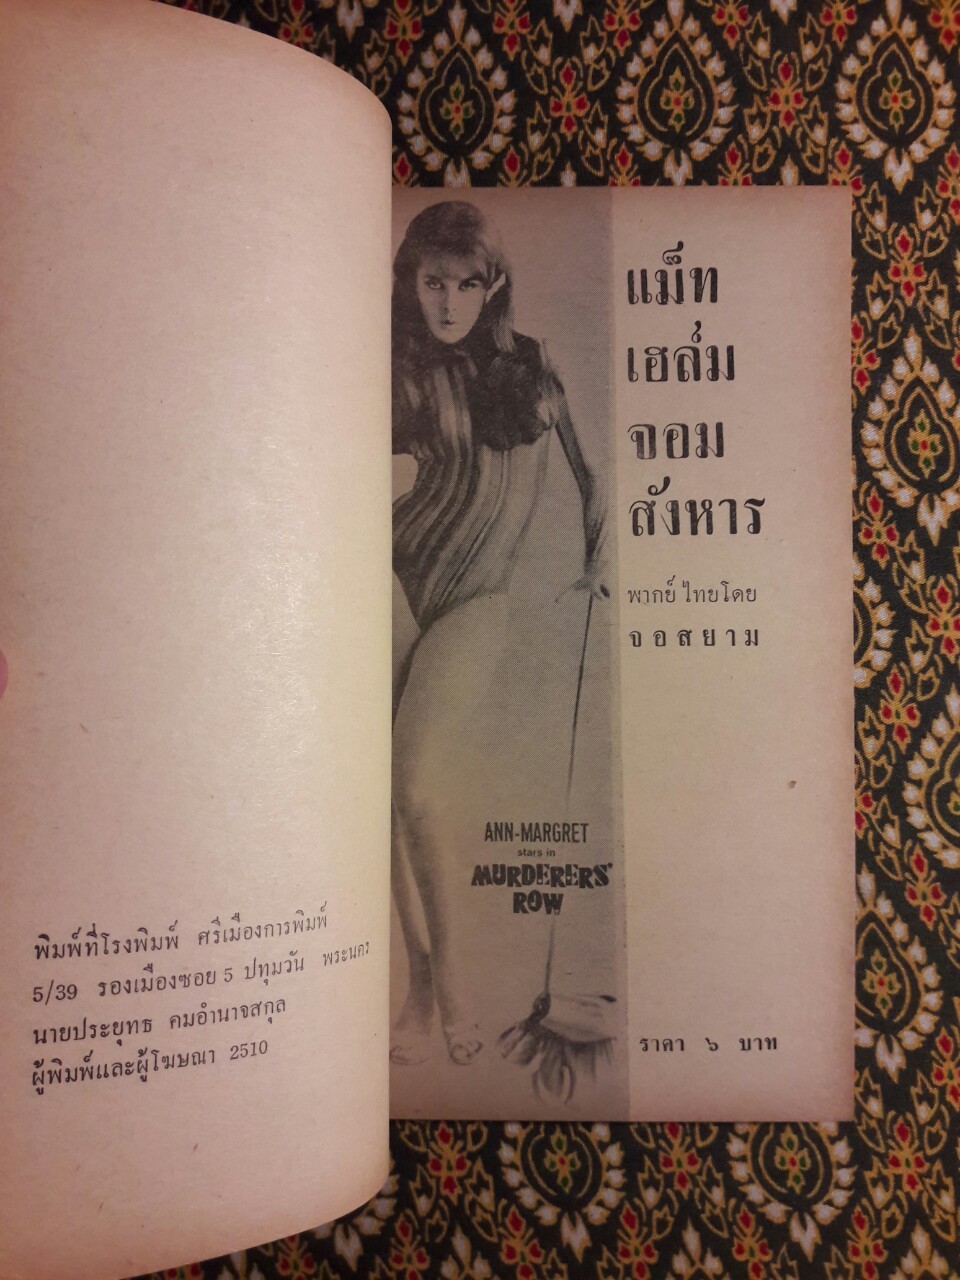 พิมพ์ที่โรงพิมพ์ ศรีเมืองการพิมพ์
5/39 รองเมืองซอย 5 ปทุมวัน พระนคร
นายประยุทธ คมอำนาจสกุล
ผู้พิมพ์และผู้โฆษณา 2510
แม็ท
เฮล์ม
จอม
สังหาร
พากย์ไทยโดย
จอสยาม
ANN-MARGRET
stars in
MURDERERS'
ROW
ราคา ๖ บาท